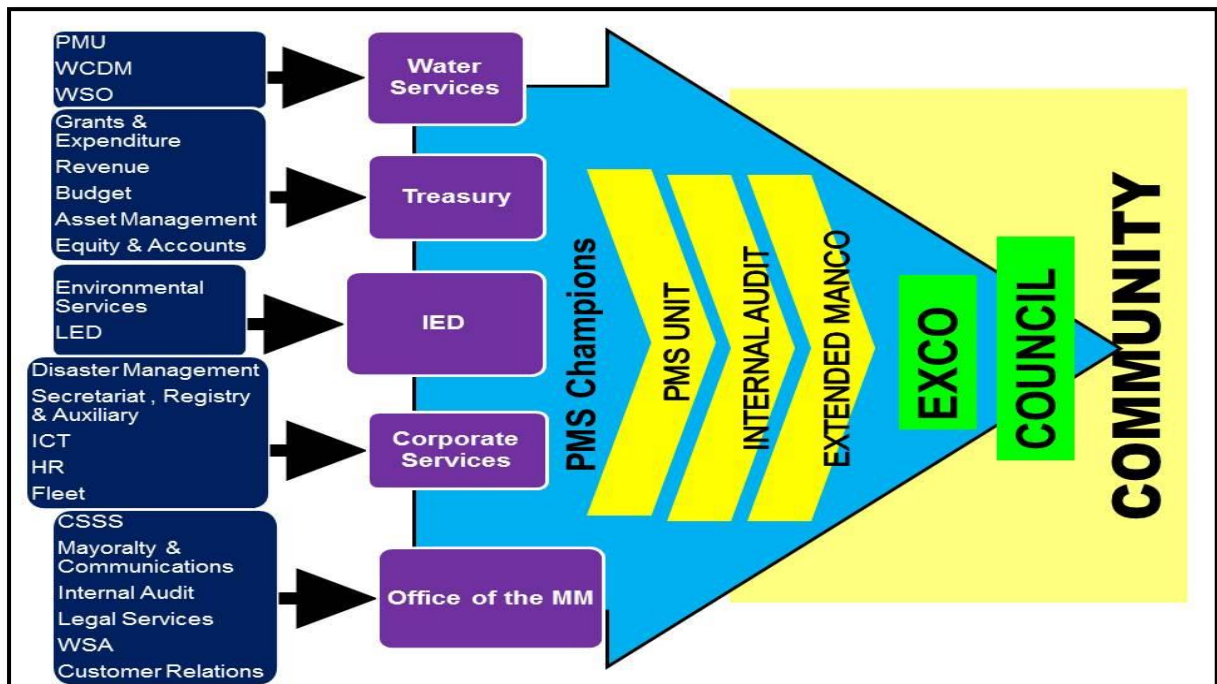 PMU
WCDM
WSO
Grants &
Expenditure
Revenue
Budget
Asset Management
Equity & Accounts
Environmental
Services
LED
Disaster Management
Secretariat , Registry
& Auxiliary
ICT
HR
Fleet
CSSS
Mayoralty &
Communications
Internal Audit
Legal Services
WSA
Customer Relations
Water
Services
Treasury
IED
Corporate
Services
Office of the MM
PMS Champions
PMS UNIT
INTERNAL AUDIT
EXTENDED MANCO
EXCO
COUNCIL
COMMUNITY